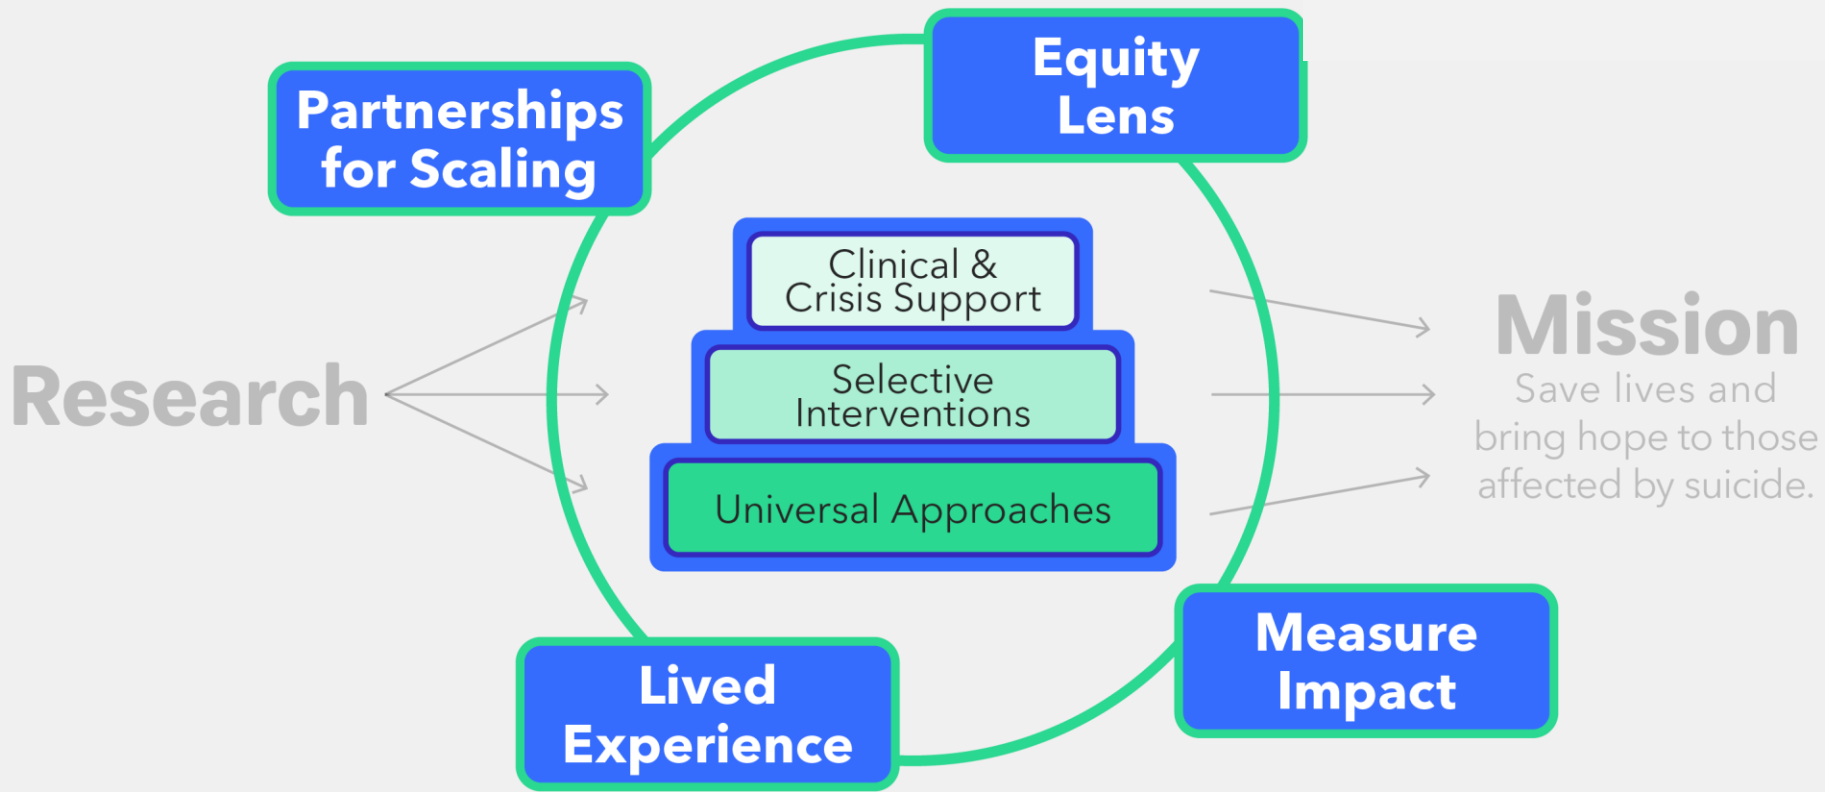 Partnerships
for Scaling
Equity
Lens
Clinical &
Crisis Support
Selective
Interventions
Universal Approaches
Research
Mission
Save lives and
bring hope to those
affected by suicide.
Lived
Experience
Measure
Impact